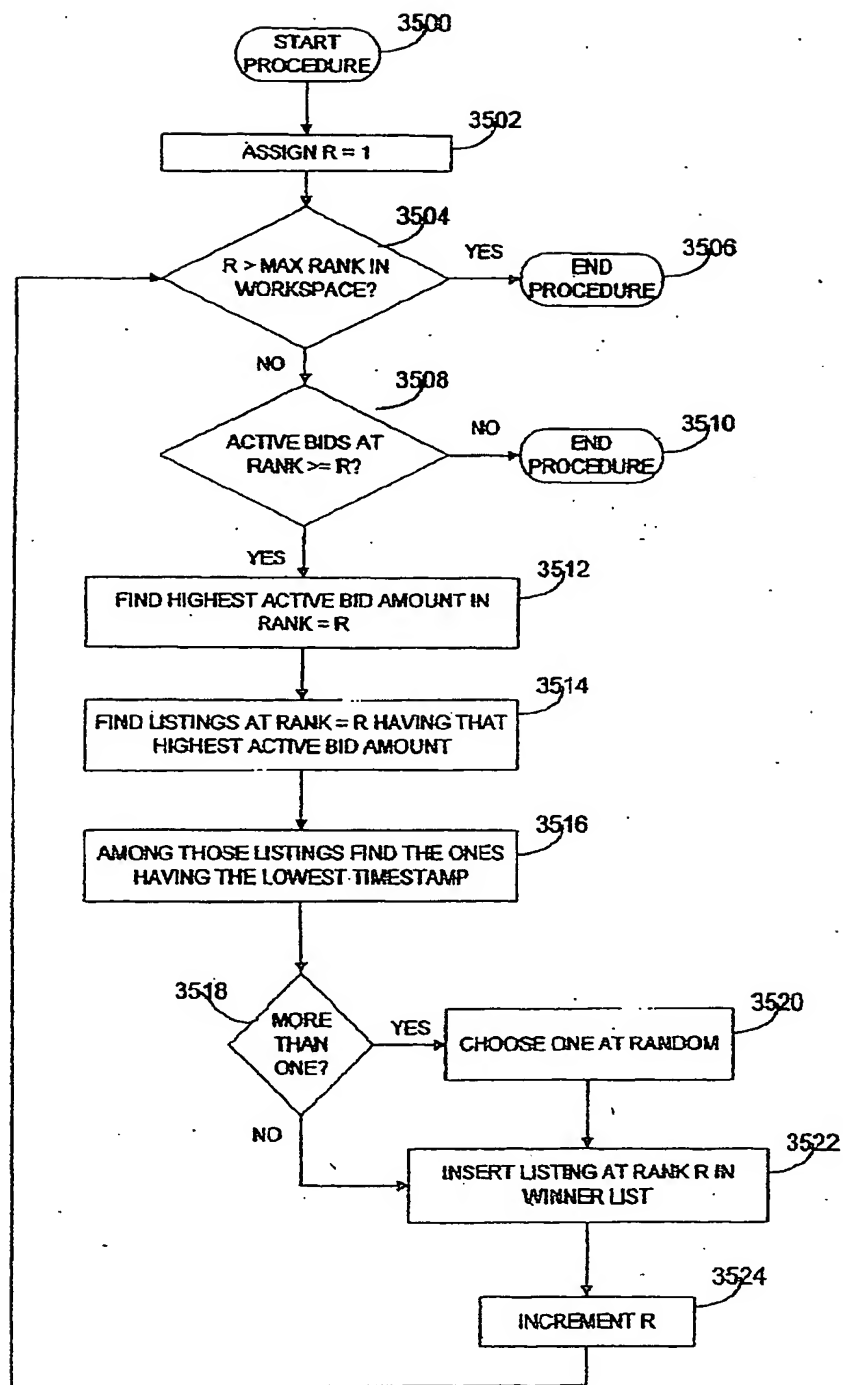 3500
START
PROCEDURE
3502
ASSIGN R = 1
3504
R > MAX RANK IN
WORKSPACE?
YES
3506
END
PROCEDURE
NO
3508
ACTIVE BIDS AT
RANK >= R?
NO
3510
END
PROCEDURE
YES
3512
FIND HIGHEST ACTIVE BID AMOUNT IN
RANK = R
3514
FIND LISTINGS AT RANK = R HAVING THAT
HIGHEST ACTIVE BID AMOUNT
3516
AMONG THOSE LISTINGS FIND THE ONES
HAVING THE LOWEST TIMESTAMP
3518
MORE
THAN
ONE?
YES
3520
CHOOSE ONE AT RANDOM
NO
3522
INSERT LISTING AT RANK R IN
WINNER LIST
3524
INCREMENT R